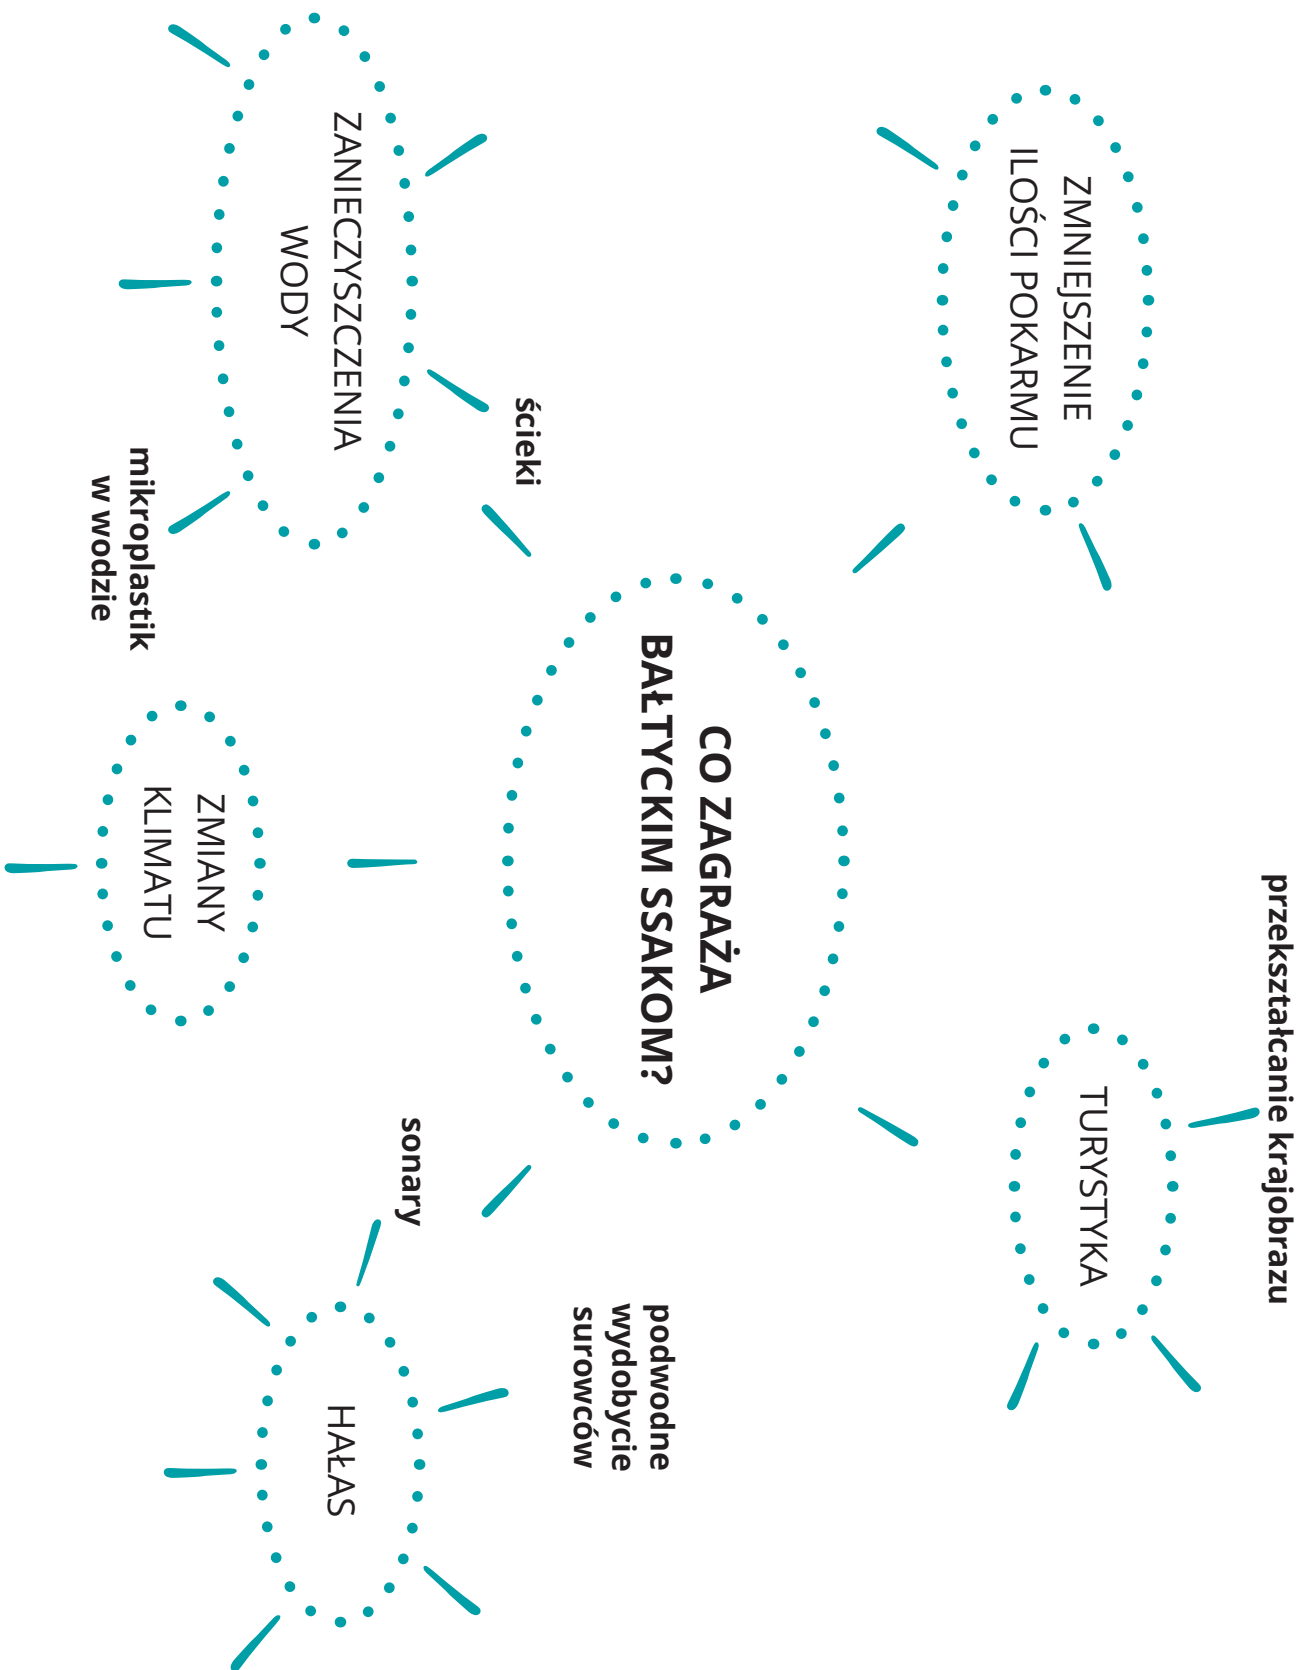 ZMNIEJSZENIE
ILOŚCI POKARMU
przekształcanie krajobrazu
TURYSTYKA
CO ZAGRAŻA
BAŁTYCKIM SSAKOM?
ścieki
ZANIECZYSZCZENIA
WODY
mikroplastik
w wodzie
ZMIANY
KLIMATU
podwodne
wydobycie
surowców
sonary
HAŁAS